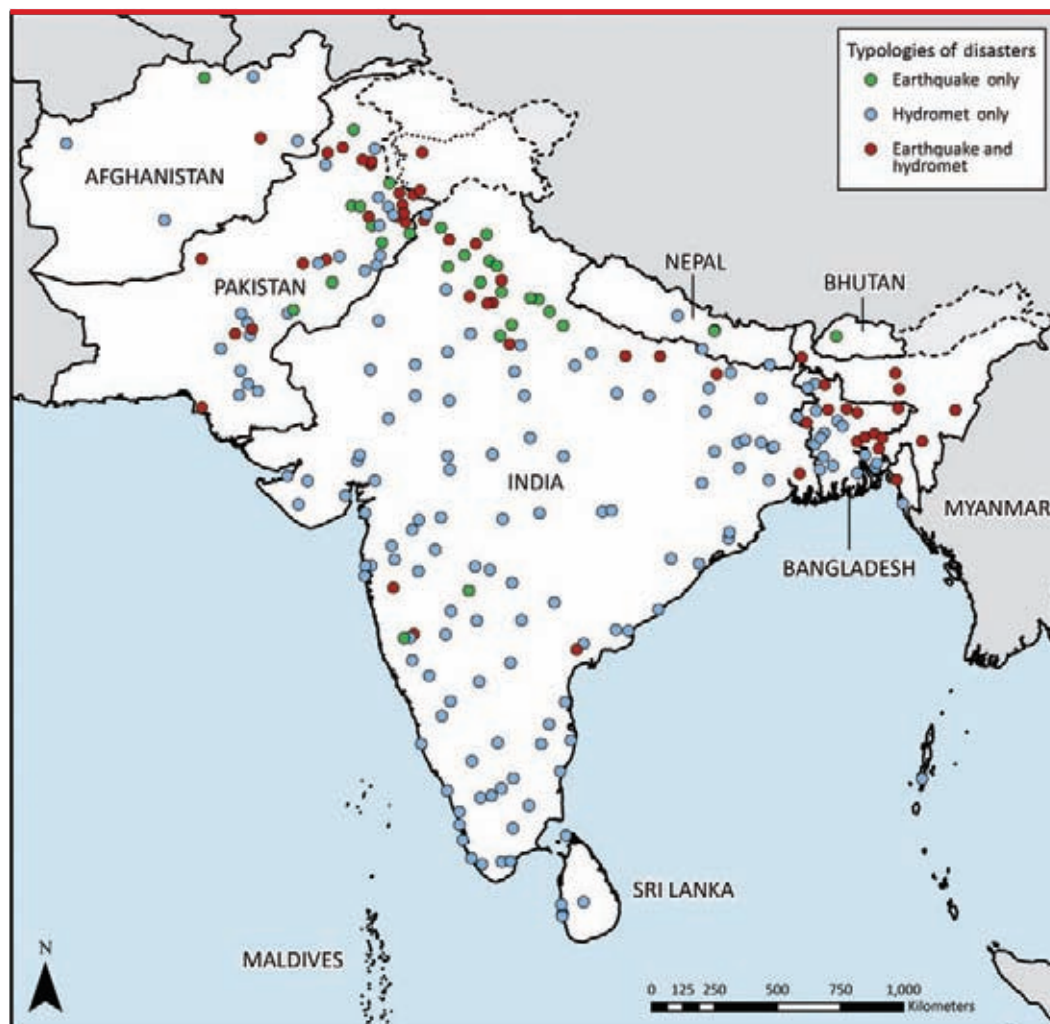 Typologies of disasters
Earthquake only
Hydromet only
Earthquake and
hydromet
AFGHANISTAN
PAKISTAN
NEPAL
BHUTAN
INDIA
MYANMAR
BANGLADESH
SRI LANKA
MALDIVES
N
0 125 250 500 750 1,000
Kilometers